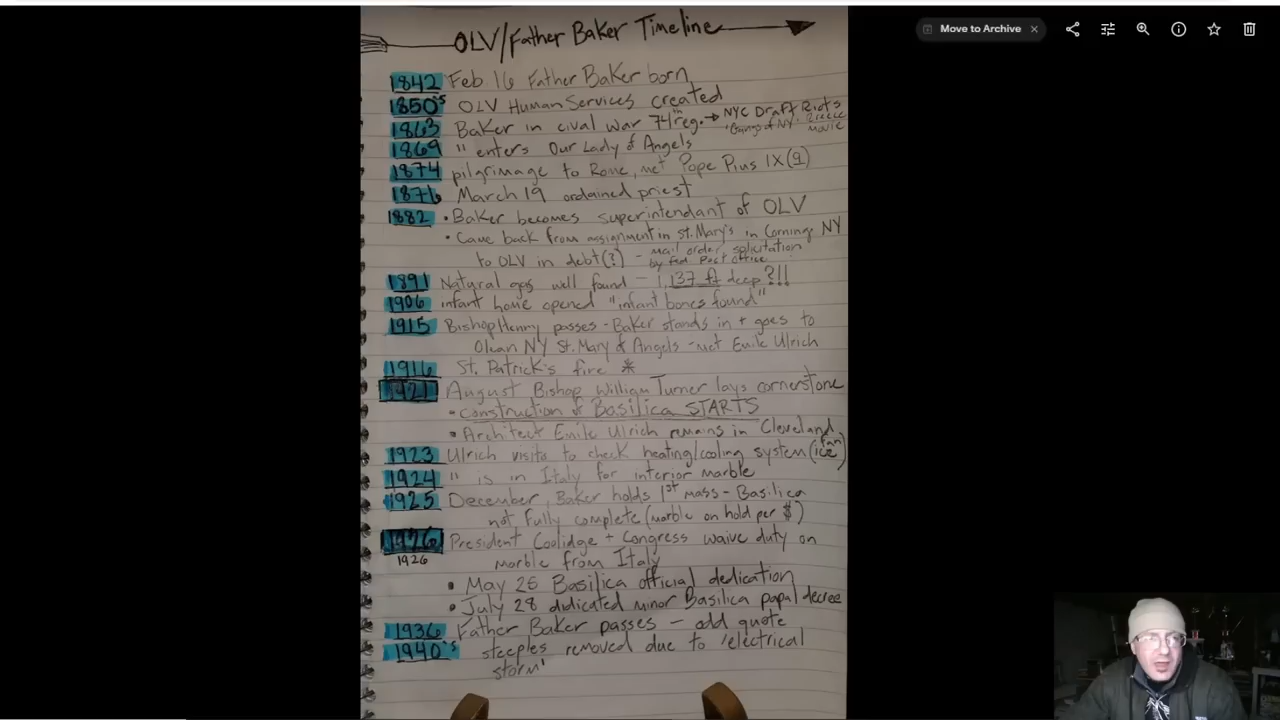 OLV/Father Baker Timeline
Move to Archive
1842 Feb 16 Father Baker born
1850's OLV Human Services created
1863 Baker in cival War 74th reg. → NYC Draft Riots
"Gangs of NY" movie
1869 " enters Our Lady of Angels
1874 pilgrimage to Rome, met Pope Pius IX(9)
1876 March 19 ordained priest
1882 • Baker becomes superintendant of OLV
• Came back from assignment in St. Mary's in Corning NY
to OLV in debt(?) - mail order solicitation
by fed. Post office
1891 Natural gas well found - 1,137 ft deep?!!
1906 infant home opened "infant bones found"
1915 Bishop Henry passes - Baker stands in + goes to
Olean NY St. Mary of Angels - met Emile Ulrich
1916 St. Patrick's fire *
1921 August Bishop William Turner lays cornerstone
• Construction of Basilica STARTS
• Architect Emile Ulrich remains in Cleveland
1923 Ulrich visits to check heating/cooling system (ice fan)
1924 " is in Italy for interior marble
1925 December, Baker holds 1st mass - Basilica
not fully complete (marble on hold per $)
1926 President Coolidge + Congress waive duty on
1926 marble from Italy
• May 25 Basilica official dedication
• July 28 didicated minor Basilica papal decree
1936 Father Baker passes - add quote
1940's steeples removed due to 'electrical
storm'